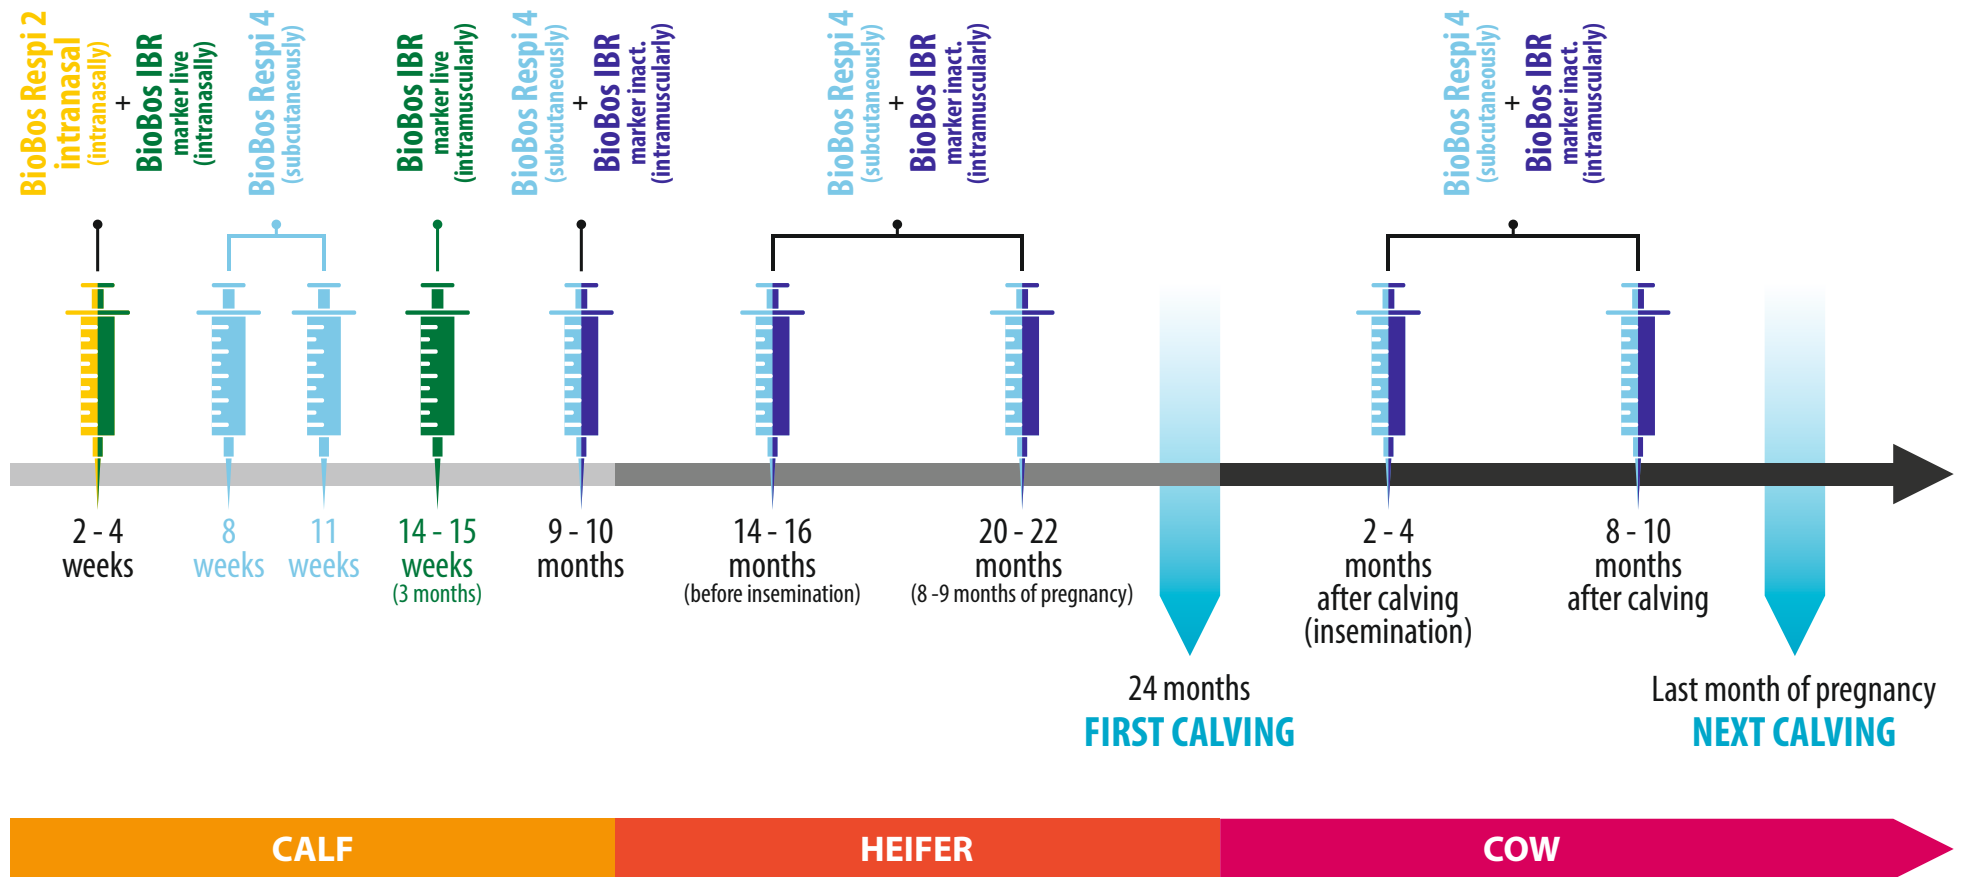 BioBos Respi 2
intranasal
(intranasally)
+
BioBos IBR
marker live
(intranasally)
BioBos Respi 4
(subcutaneously)
BioBos IBR
marker live
(intramuscularly)
BioBos Respi 4
(subcutaneously)
+
BioBos IBR
marker inact.
(intramuscularly)
BioBos Respi 4
(subcutaneously)
+
BioBos IBR
marker inact.
(intramuscularly)
BioBos Respi 4
(subcutaneously)
+
BioBos IBR
marker inact.
(intramuscularly)
2 - 4
weeks
8
weeks
11
weeks
14 - 15
weeks
(3 months)
9 - 10
months
14 - 16
months
(before insemination)
20 - 22
months
(8 -9 months of pregnancy)
2 - 4
months
after calving
(insemination)
8 - 10
months
after calving
24 months
FIRST CALVING
Last month of pregnancy
NEXT CALVING
CALF
HEIFER
COW